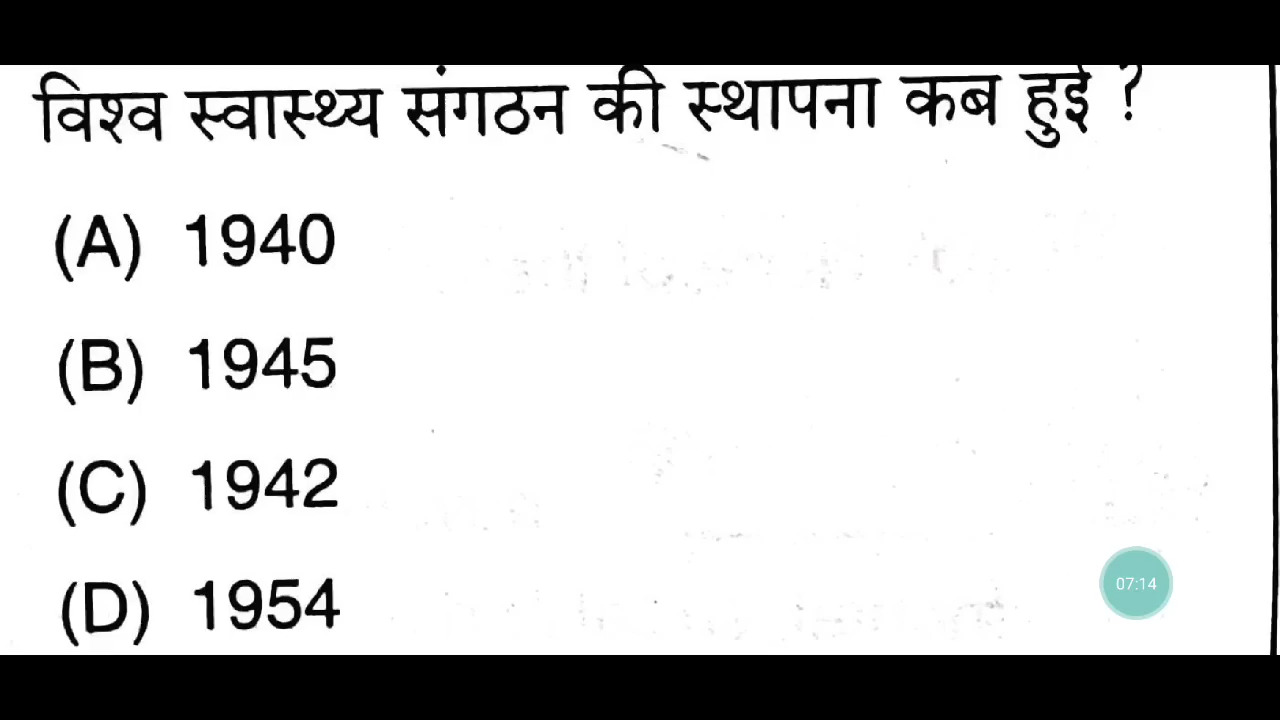 विश्व स्वास्थ्य संगठन की स्थापना कब हुई ?
(A) 1940
(B) 1945
(C) 1942
(D) 1954
07:14